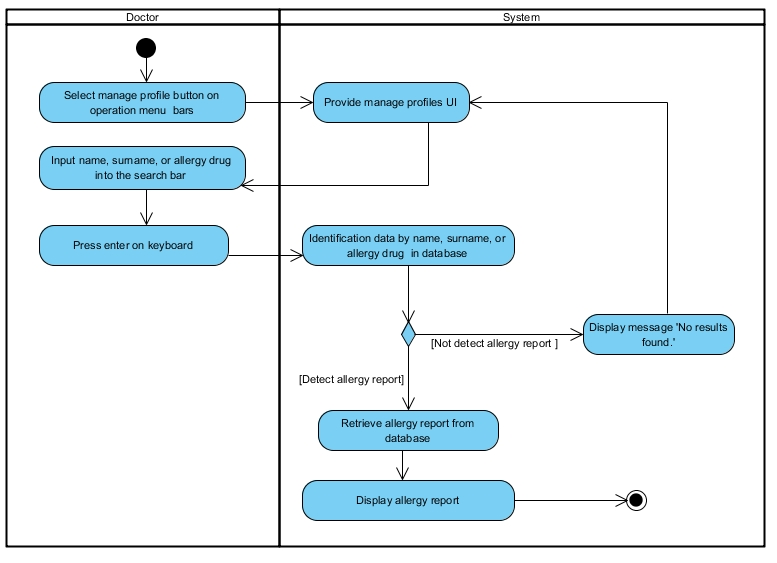 Doctor
System
Select manage profile button on
operation menu bars
Provide manage profiles UI
Input name, surname, or allergy drug
into the search bar
Press enter on keyboard
Identification data by name, surname, or
allergy drug in database
[Not detect allergy report ]
Display message 'No results
found.'
[Detect allergy report]
Retrieve allergy report from
database
Display allergy report